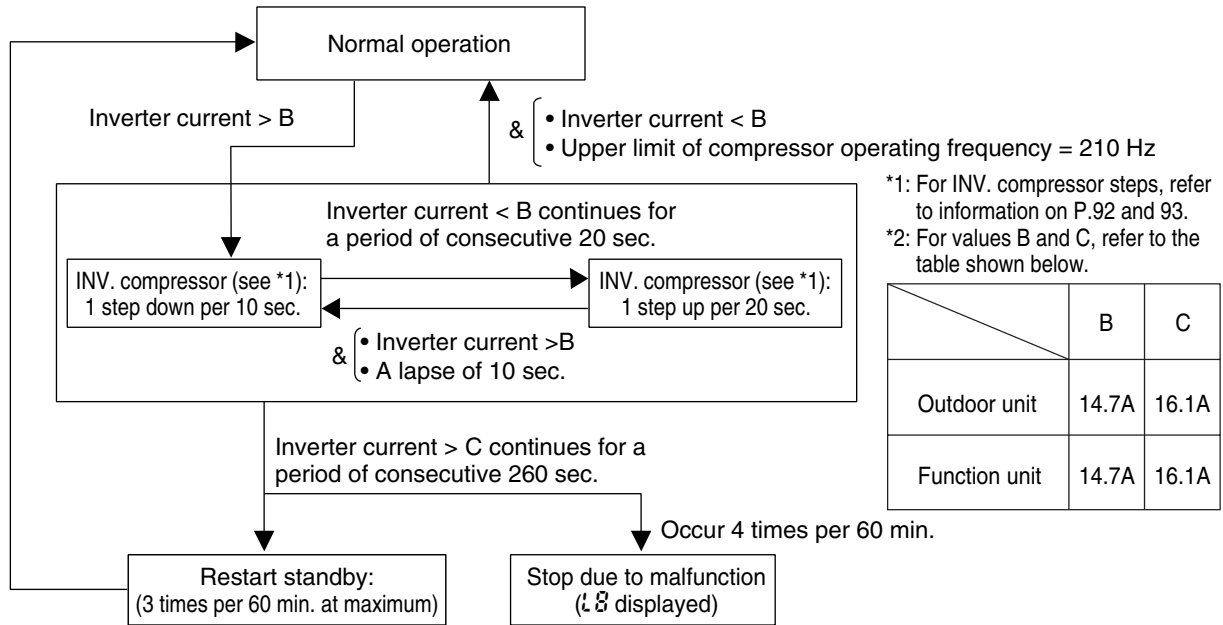 Normal operation
Inverter current > B
& • Inverter current < B
• Upper limit of compressor operating frequency = 210 Hz
*1: For INV. compressor steps, refer
to information on P.92 and 93.
*2: For values B and C, refer to the
table shown below.
Inverter current < B continues for
a period of consecutive 20 sec.
INV. compressor (see *1):
1 step down per 10 sec.
INV. compressor (see *1):
1 step up per 20 sec.
& • Inverter current >B
• A lapse of 10 sec.
B C
Outdoor unit 14.7A 16.1A
Function unit 14.7A 16.1A
Inverter current > C continues for a
period of consecutive 260 sec.
Occur 4 times per 60 min.
Restart standby:
(3 times per 60 min. at maximum)
Stop due to malfunction
(L8 displayed)